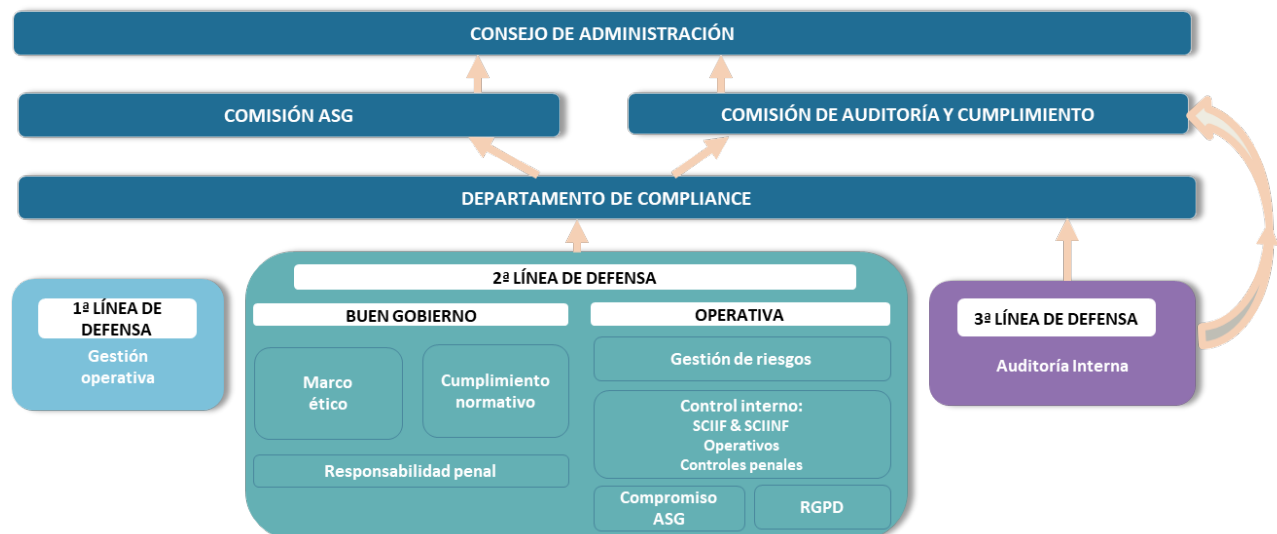 CONSEJO DE ADMINISTRACIÓN
COMISIÓN ASG
COMISIÓN DE AUDITORÍA Y CUMPLIMIENTO
DEPARTAMENTO DE COMPLIANCE
1ª LÍNEA DE
DEFENSA
Gestión
operativa
2ª LÍNEA DE DEFENSA
BUEN GOBIERNO
Marco
ético
Cumplimiento
normativo
Responsabilidad penal
OPERATIVA
Gestión de riesgos
Control interno:
SCIIF & SCIINF
Operativos
Controles penales
Compromiso
ASG
RGPD
3ª LÍNEA DE DEFENSA
Auditoría Interna